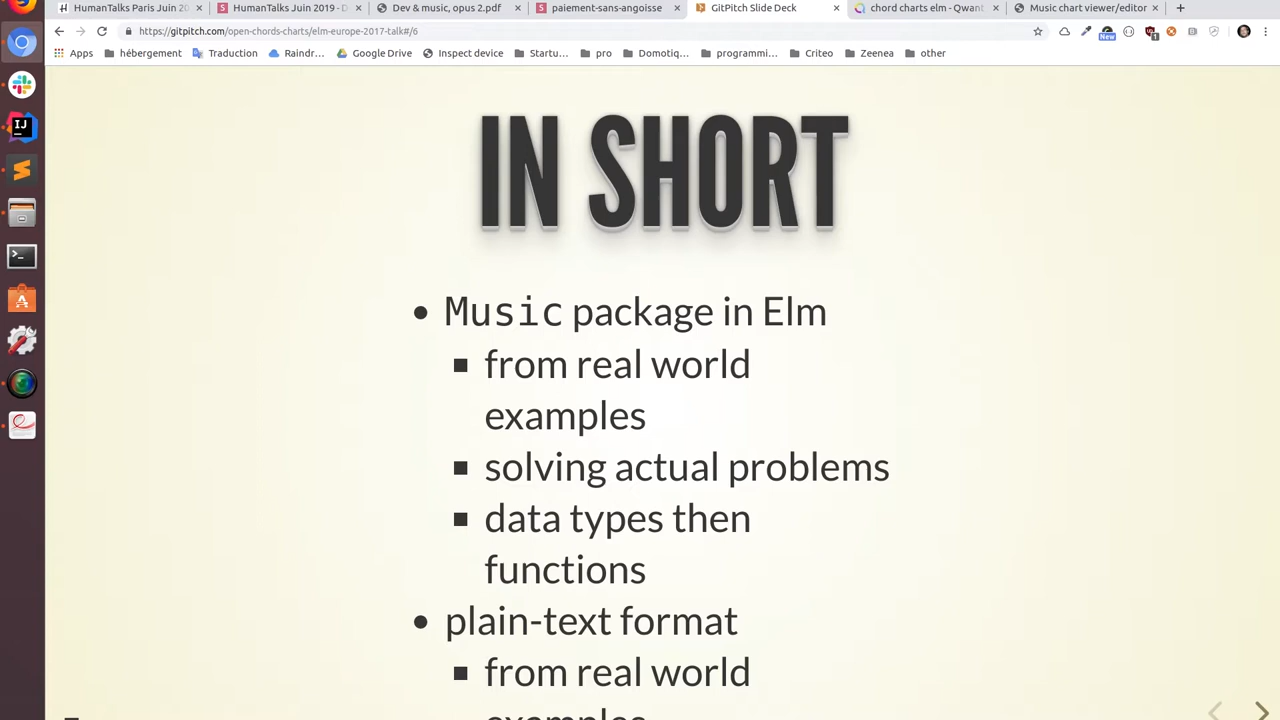 HumanTalks Paris Juin 20
HumanTalks Juin 2019 - D
Dev & music, opus 2.pdf
paiement-sans-angoisse
GitPitch Slide Deck
chord charts elm - Qwant
Music chart viewer/editor
https://gitpitch.com/open-chords-charts/elm-europe-2017-talk#/6
New
1
Apps
hébergement
Traduction
Raindr...
Google Drive
Inspect device
Startu...
pro
Domotiq...
programmi...
Criteo
Zeenea
other
IN SHORT
• Music package in Elm
▪ from real world
examples
▪ solving actual problems
▪ data types then
functions
• plain-text format
▪ from real world
examples